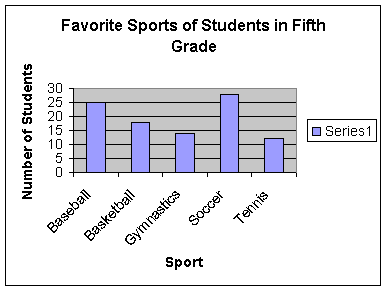 Favorite Sports of Students in Fifth
Grade
Number of Students
30
25
20
15
10
5
0
Baseball
Basketball
Gymnastics
Soccer
Tennis
Sport
Series1